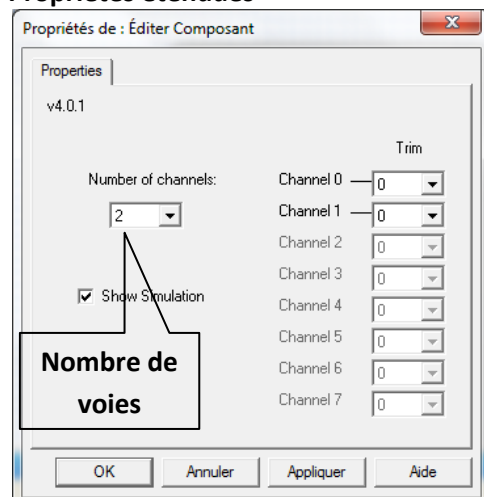 Propriétés étendues
Propriétés de : Éditer Composant
Properties
v4.0.1
Trim
Number of channels:
2
Show Simulation
Channel 0 0
Channel 1 0
Channel 2 0
Channel 3 0
Channel 4 0
Channel 5 0
Channel 6 0
Channel 7 0
Nombre de
voies
OK Annuler Appliquer Aide